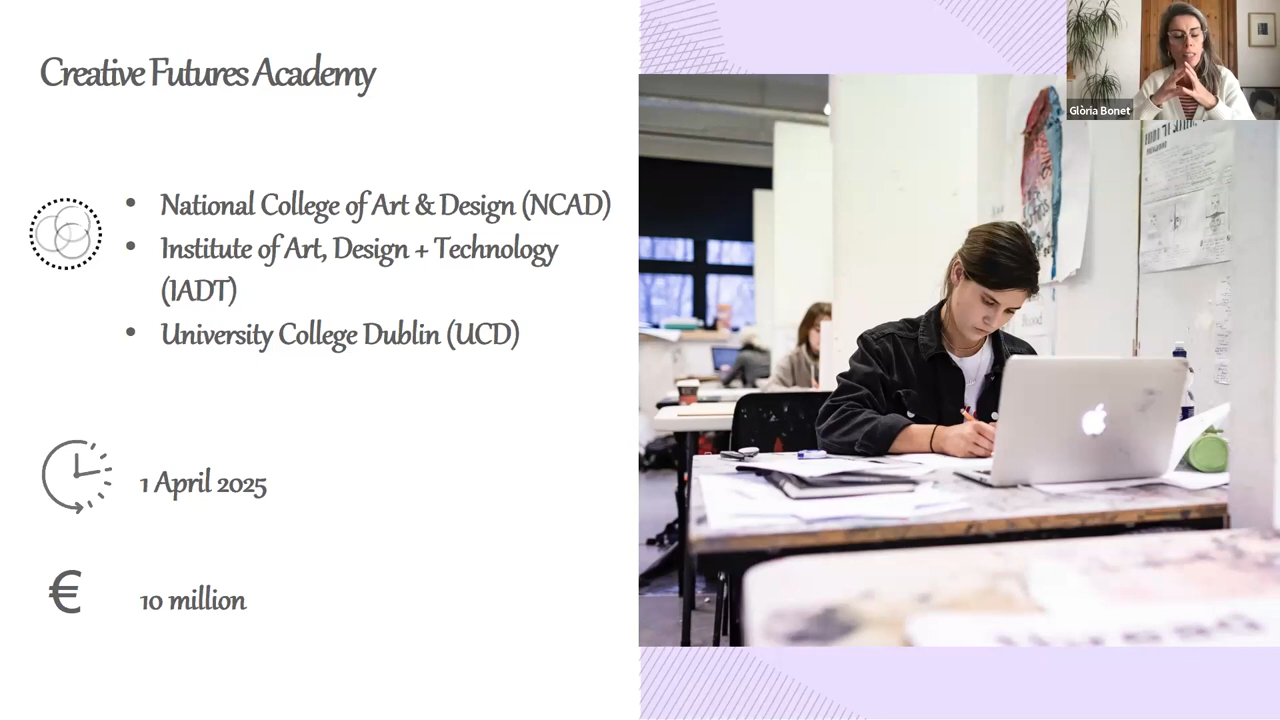 Creative Futures Academy
Glòria Bonet
• National College of Art & Design (NCAD)
• Institute of Art, Design + Technology
(IADT)
• University College Dublin (UCD)
1 April 2025
€
10 million